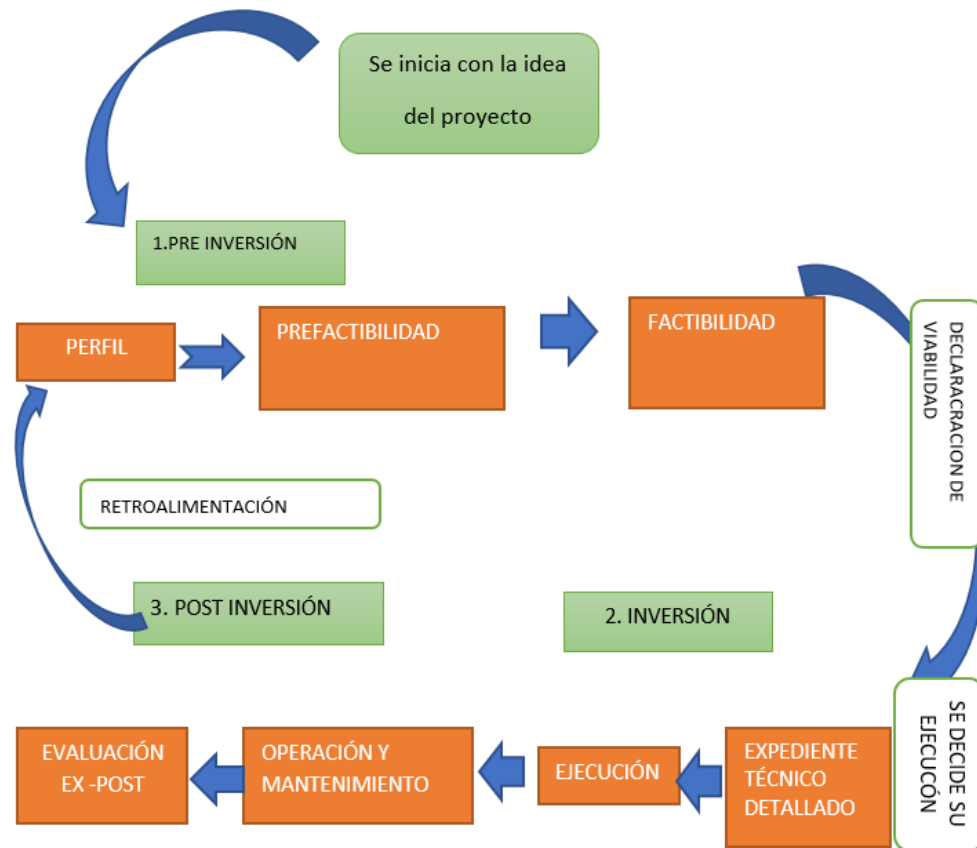 Se inicia con la idea
del proyecto
1.PRE INVERSIÓN
PERFIL
PREFACTIBILIDAD
FACTIBILIDAD
DECLARACRACION DE
VIABILIDAD
RETROALIMENTACIÓN
3. POST INVERSIÓN
2. INVERSIÓN
SE DECIDE SU
EJECUCÓN
EVALUACIÓN
EX -POST
OPERACIÓN Y
MANTENIMIENTO
EJECUCIÓN
EXPEDIENTE
TÉCNICO
DETALLADO